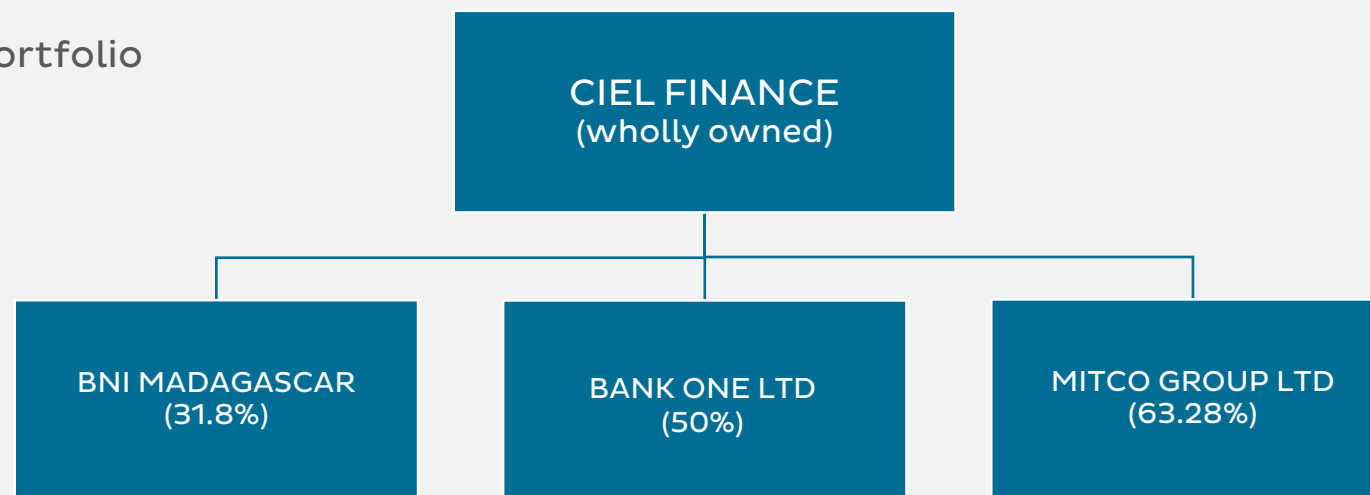 ortfolio
CIEL FINANCE
(wholly owned)
BNI MADAGASCAR
(31.8%)
BANK ONE LTD
(50%)
MITCO GROUP LTD
(63.28%)